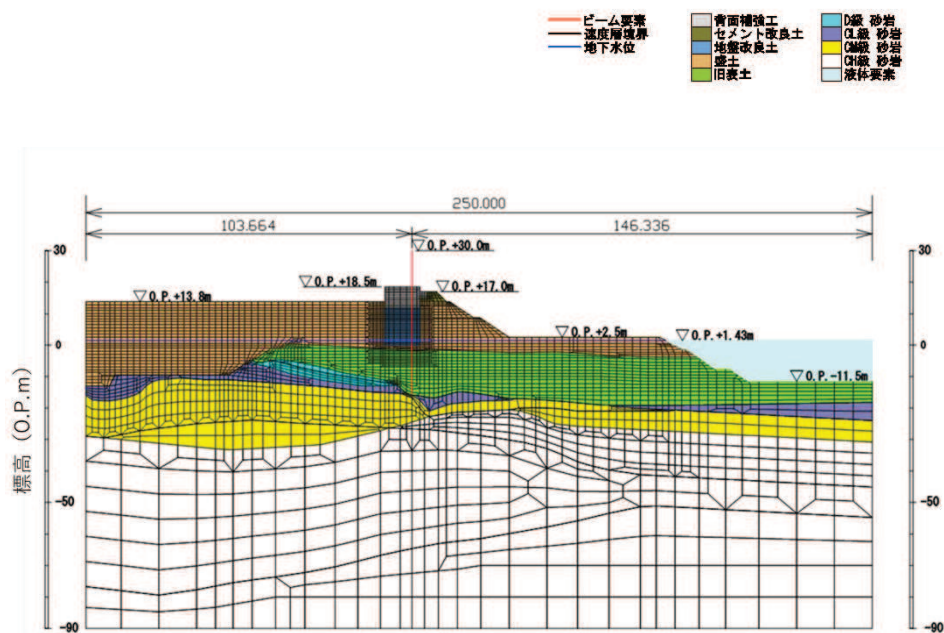 ビーム要素
速度層境界
地下水位
背面補強工
セメント改良土
地盤改良土
盛土
旧表土
D級 砂岩
CL級 砂岩
CM級 砂岩
CH級 砂岩
液体要素
250.000
103.664
146.336
30
O.P.+30.0m
30
O.P.+18.5m
O.P.+17.0m
O.P.+13.8m
O.P.+2.5m
O.P.+1.43m
0
0
O.P.-11.5m
標高 (O.P.m)
-50
-50
-90
-90